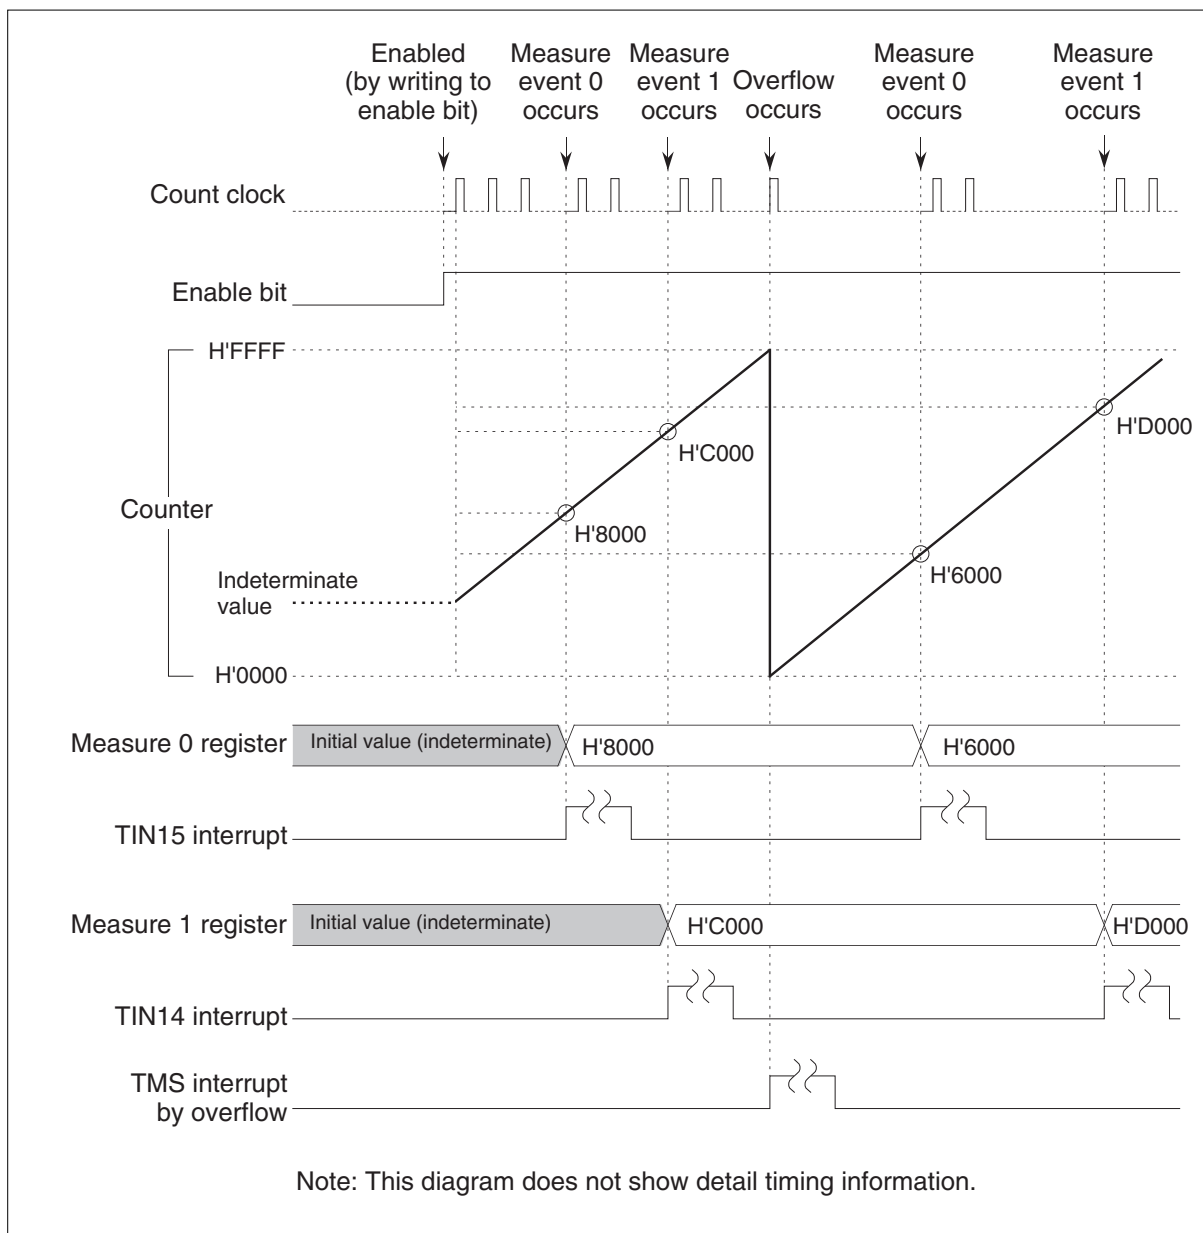 Enabled
(by writing to
enable bit)
Measure
event 0
occurs
Measure
event 1
occurs
Overflow
occurs
Measure
event 0
occurs
Measure
event 1
occurs
Count clock
Enable bit
H'FFFF
H'D000
H'C000
Counter
H'8000
H'6000
Indeterminate
value
H'0000
Measure 0 register
Initial value (indeterminate)
H'8000
H'6000
TIN15 interrupt
Measure 1 register
Initial value (indeterminate)
H'C000
H'D000
TIN14 interrupt
TMS interrupt
by overflow
Note: This diagram does not show detail timing information.